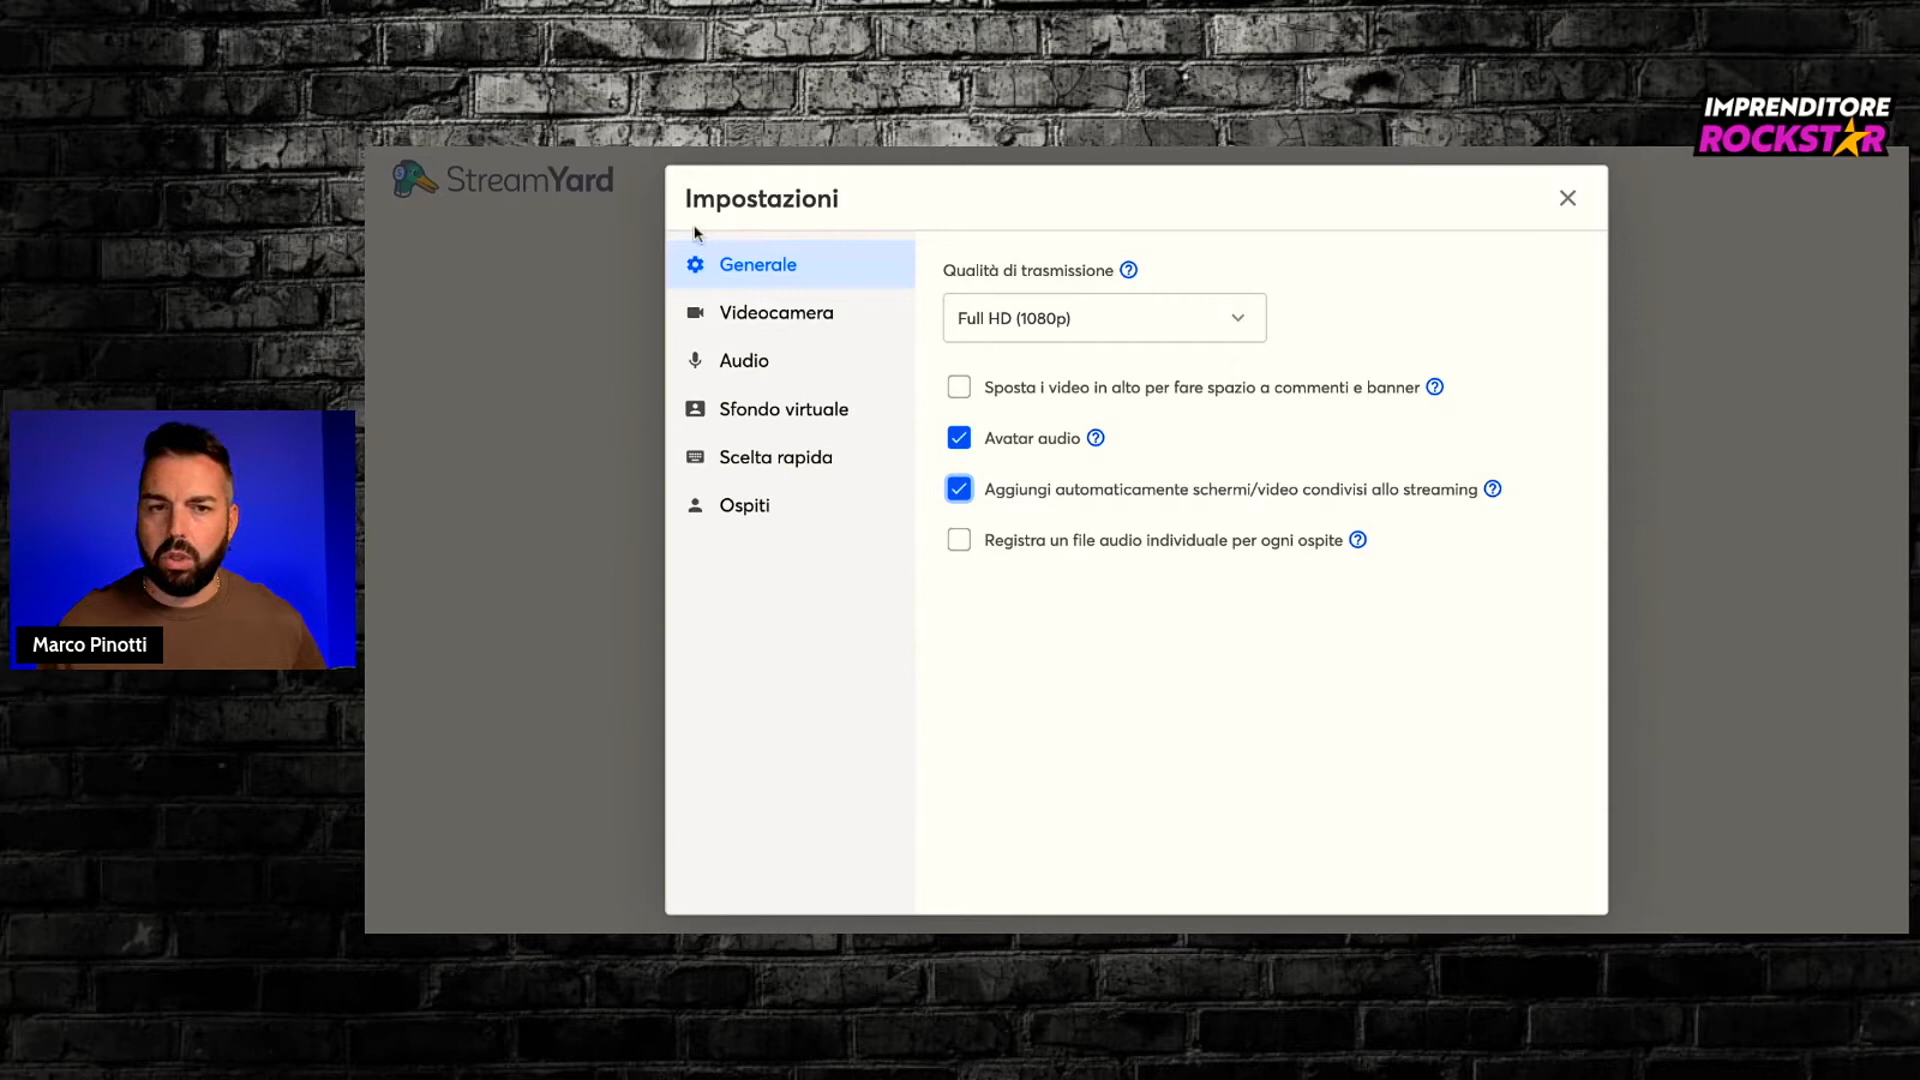 IMPRENDITORE
ROCKSTAR
StreamYard
Impostazioni
Generale
Videocamera
Audio
Sfondo virtuale
Scelta rapida
Ospiti
Qualità di trasmissione
Full HD (1080p)
Sposta i video in alto per fare spazio a commenti e banner
Avatar audio
Aggiungi automaticamente schermi/video condivisi allo streaming
Registra un file audio individuale per ogni ospite
Marco Pinotti